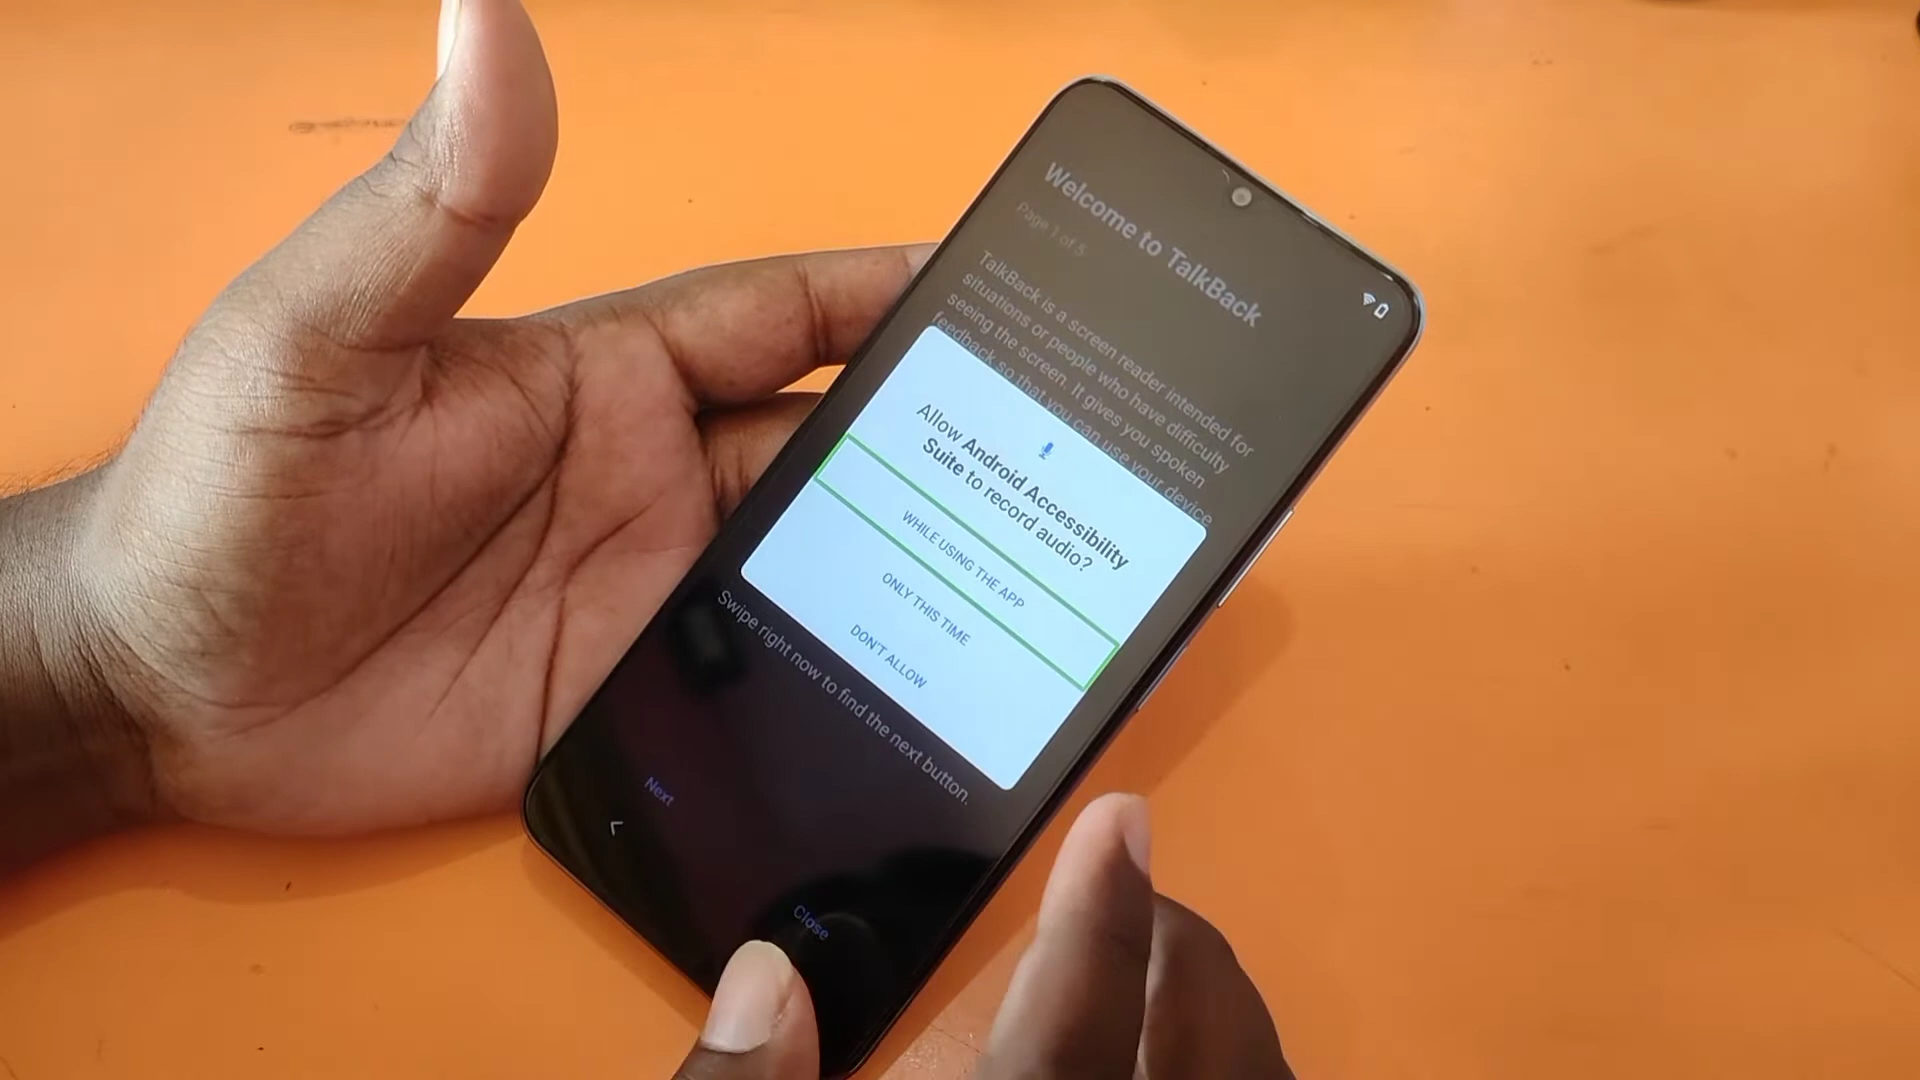 Welcome to TalkBack
Page 1 of 5
TalkBack is a screen reader intended for
situations or people who have difficulty
seeing the screen. It gives you spoken
feedback so that you can use your device
Allow Android Accessibility
Suite to record audio?
WHILE USING THE APP
ONLY THIS TIME
DON'T ALLOW
Swipe right now to find the next button.
Next
Close